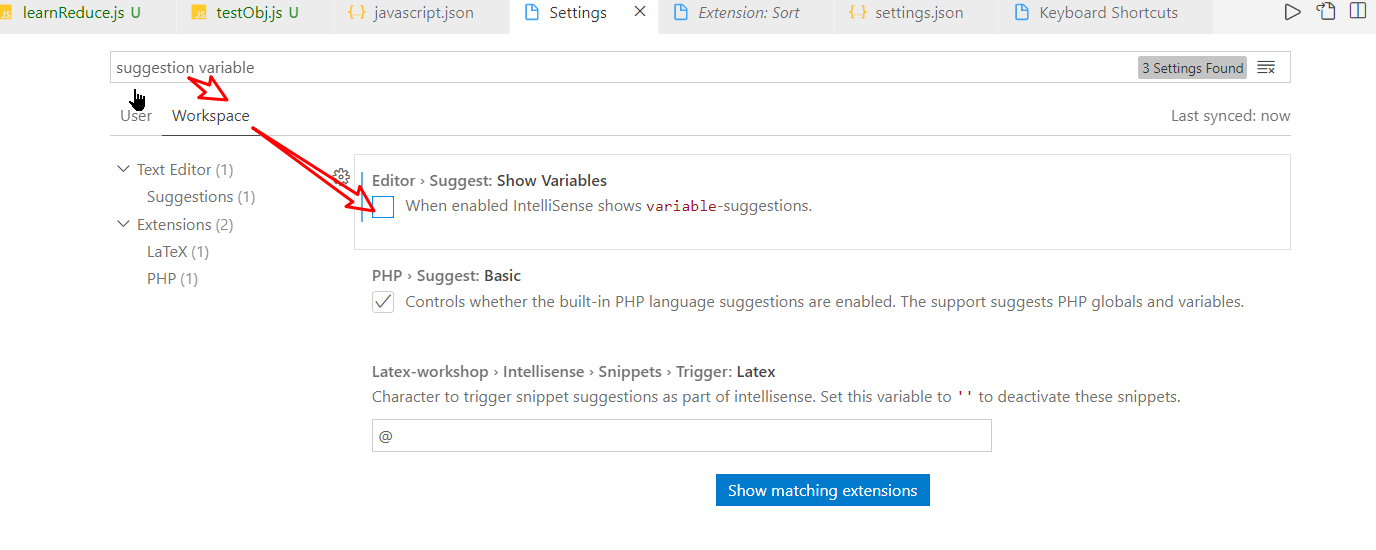 learnReduce.js U testObj.js U javascript.json Settings Extension: Sort settings.json Keyboard Shortcuts
suggestion variable 3 Settings Found
User Workspace Last synced: now
Text Editor (1)
Suggestions (1)
Extensions (2)
LaTeX (1)
PHP (1)
Editor › Suggest: Show Variables
When enabled IntelliSense shows variable-suggestions.
PHP › Suggest: Basic
Controls whether the built-in PHP language suggestions are enabled. The support suggests PHP globals and variables.
Latex-workshop › Intellisense › Snippets › Trigger: Latex
Character to trigger snippet suggestions as part of intellisense. Set this variable to '' to deactivate these snippets.
@
Show matching extensions